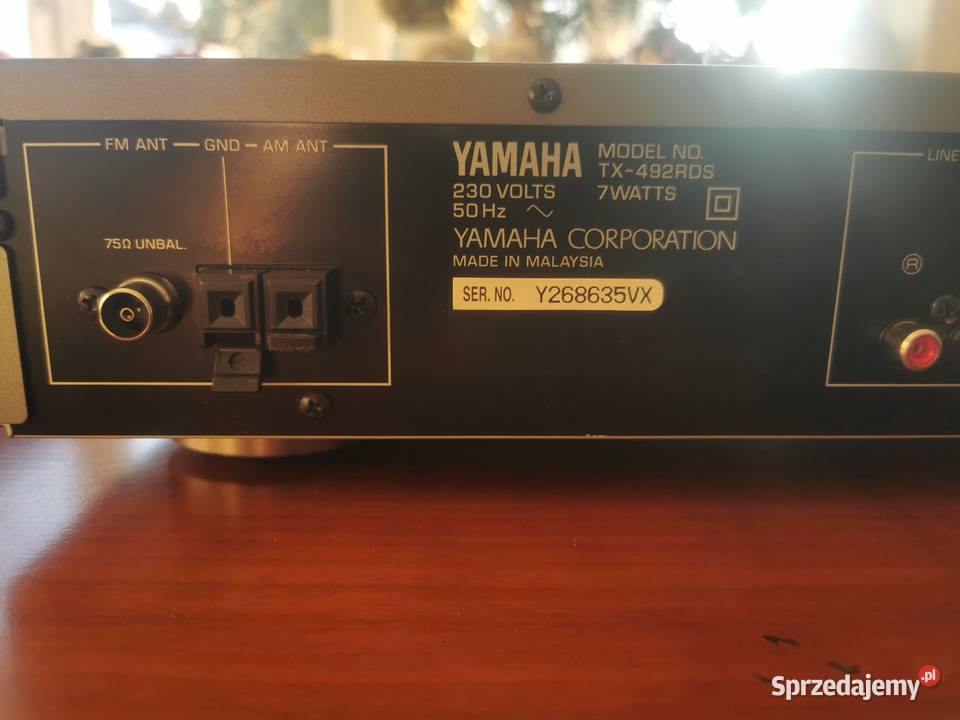 FM ANT GND AM ANT
75Ω UNBAL.
YAMAHA MODEL NO.
TX-492RDS
230 VOLTS 7WATTS
50Hz ∼
YAMAHA CORPORATION
MADE IN MALAYSIA
SER. NO. Y268635VX
LINE
R
Sprzedajemy.pl